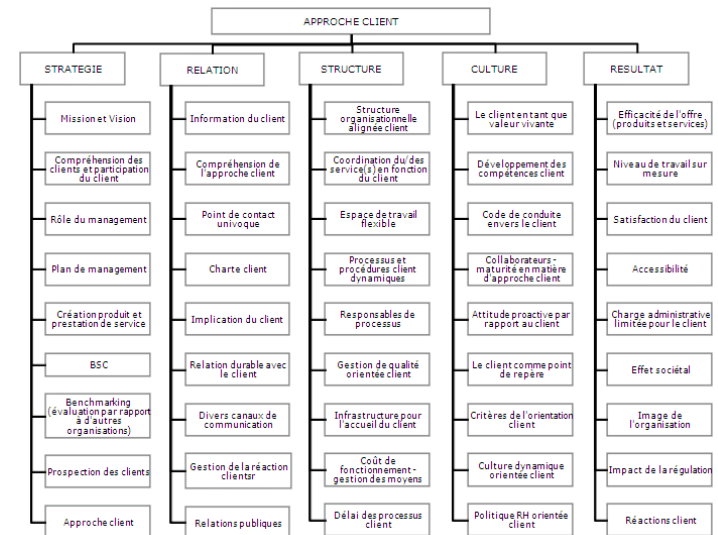 APPROCHE CLIENT
STRATEGIE
RELATION
STRUCTURE
CULTURE
RESULTAT
Mission et Vision
Compréhension des
clients et participation
du client
Rôle du management
Plan de management
Création produit et
prestation de service
BSC
Benchmarking
(évaluation par rapport
à d'autres
organisations)
Prospection des clients
Approche client
Information du client
Compréhension de
l'approche client
Point de contact
univoque
Charte client
Implication du client
Relation durable avec
le client
Divers canaux de
communication
Gestion de la réaction
clientsr
Relations publiques
Structure
organisationnelle
alignée client
Coordination du/des
service(s) en fonction
du client
Espace de travail
flexible
Processus et
procédures client
dynamiques
Responsables de
processus
Gestion de qualité
orientée client
Infrastructure pour
l'accueil du client
Coût de
fonctionnement -
gestion des moyens
Délai des processus
client
Le client en tant que
valeur vivante
Développement des
compétences client
Code de conduite
envers le client
Collaborateurs -
maturité en matière
d'approche client
Attitude proactive par
rapport au client
Le client comme point
de repère
Critères de l'orientation
client
Culture dynamique
orientée client
Politique RH orientée
client
Efficacité de l'offre
(produits et services)
Niveau de travail sur
mesure
Satisfaction du client
Accessibilité
Charge administrative
limitée pour le client
Effet sociétal
Image de
l'organisation
Impact de la régulation
Réactions client